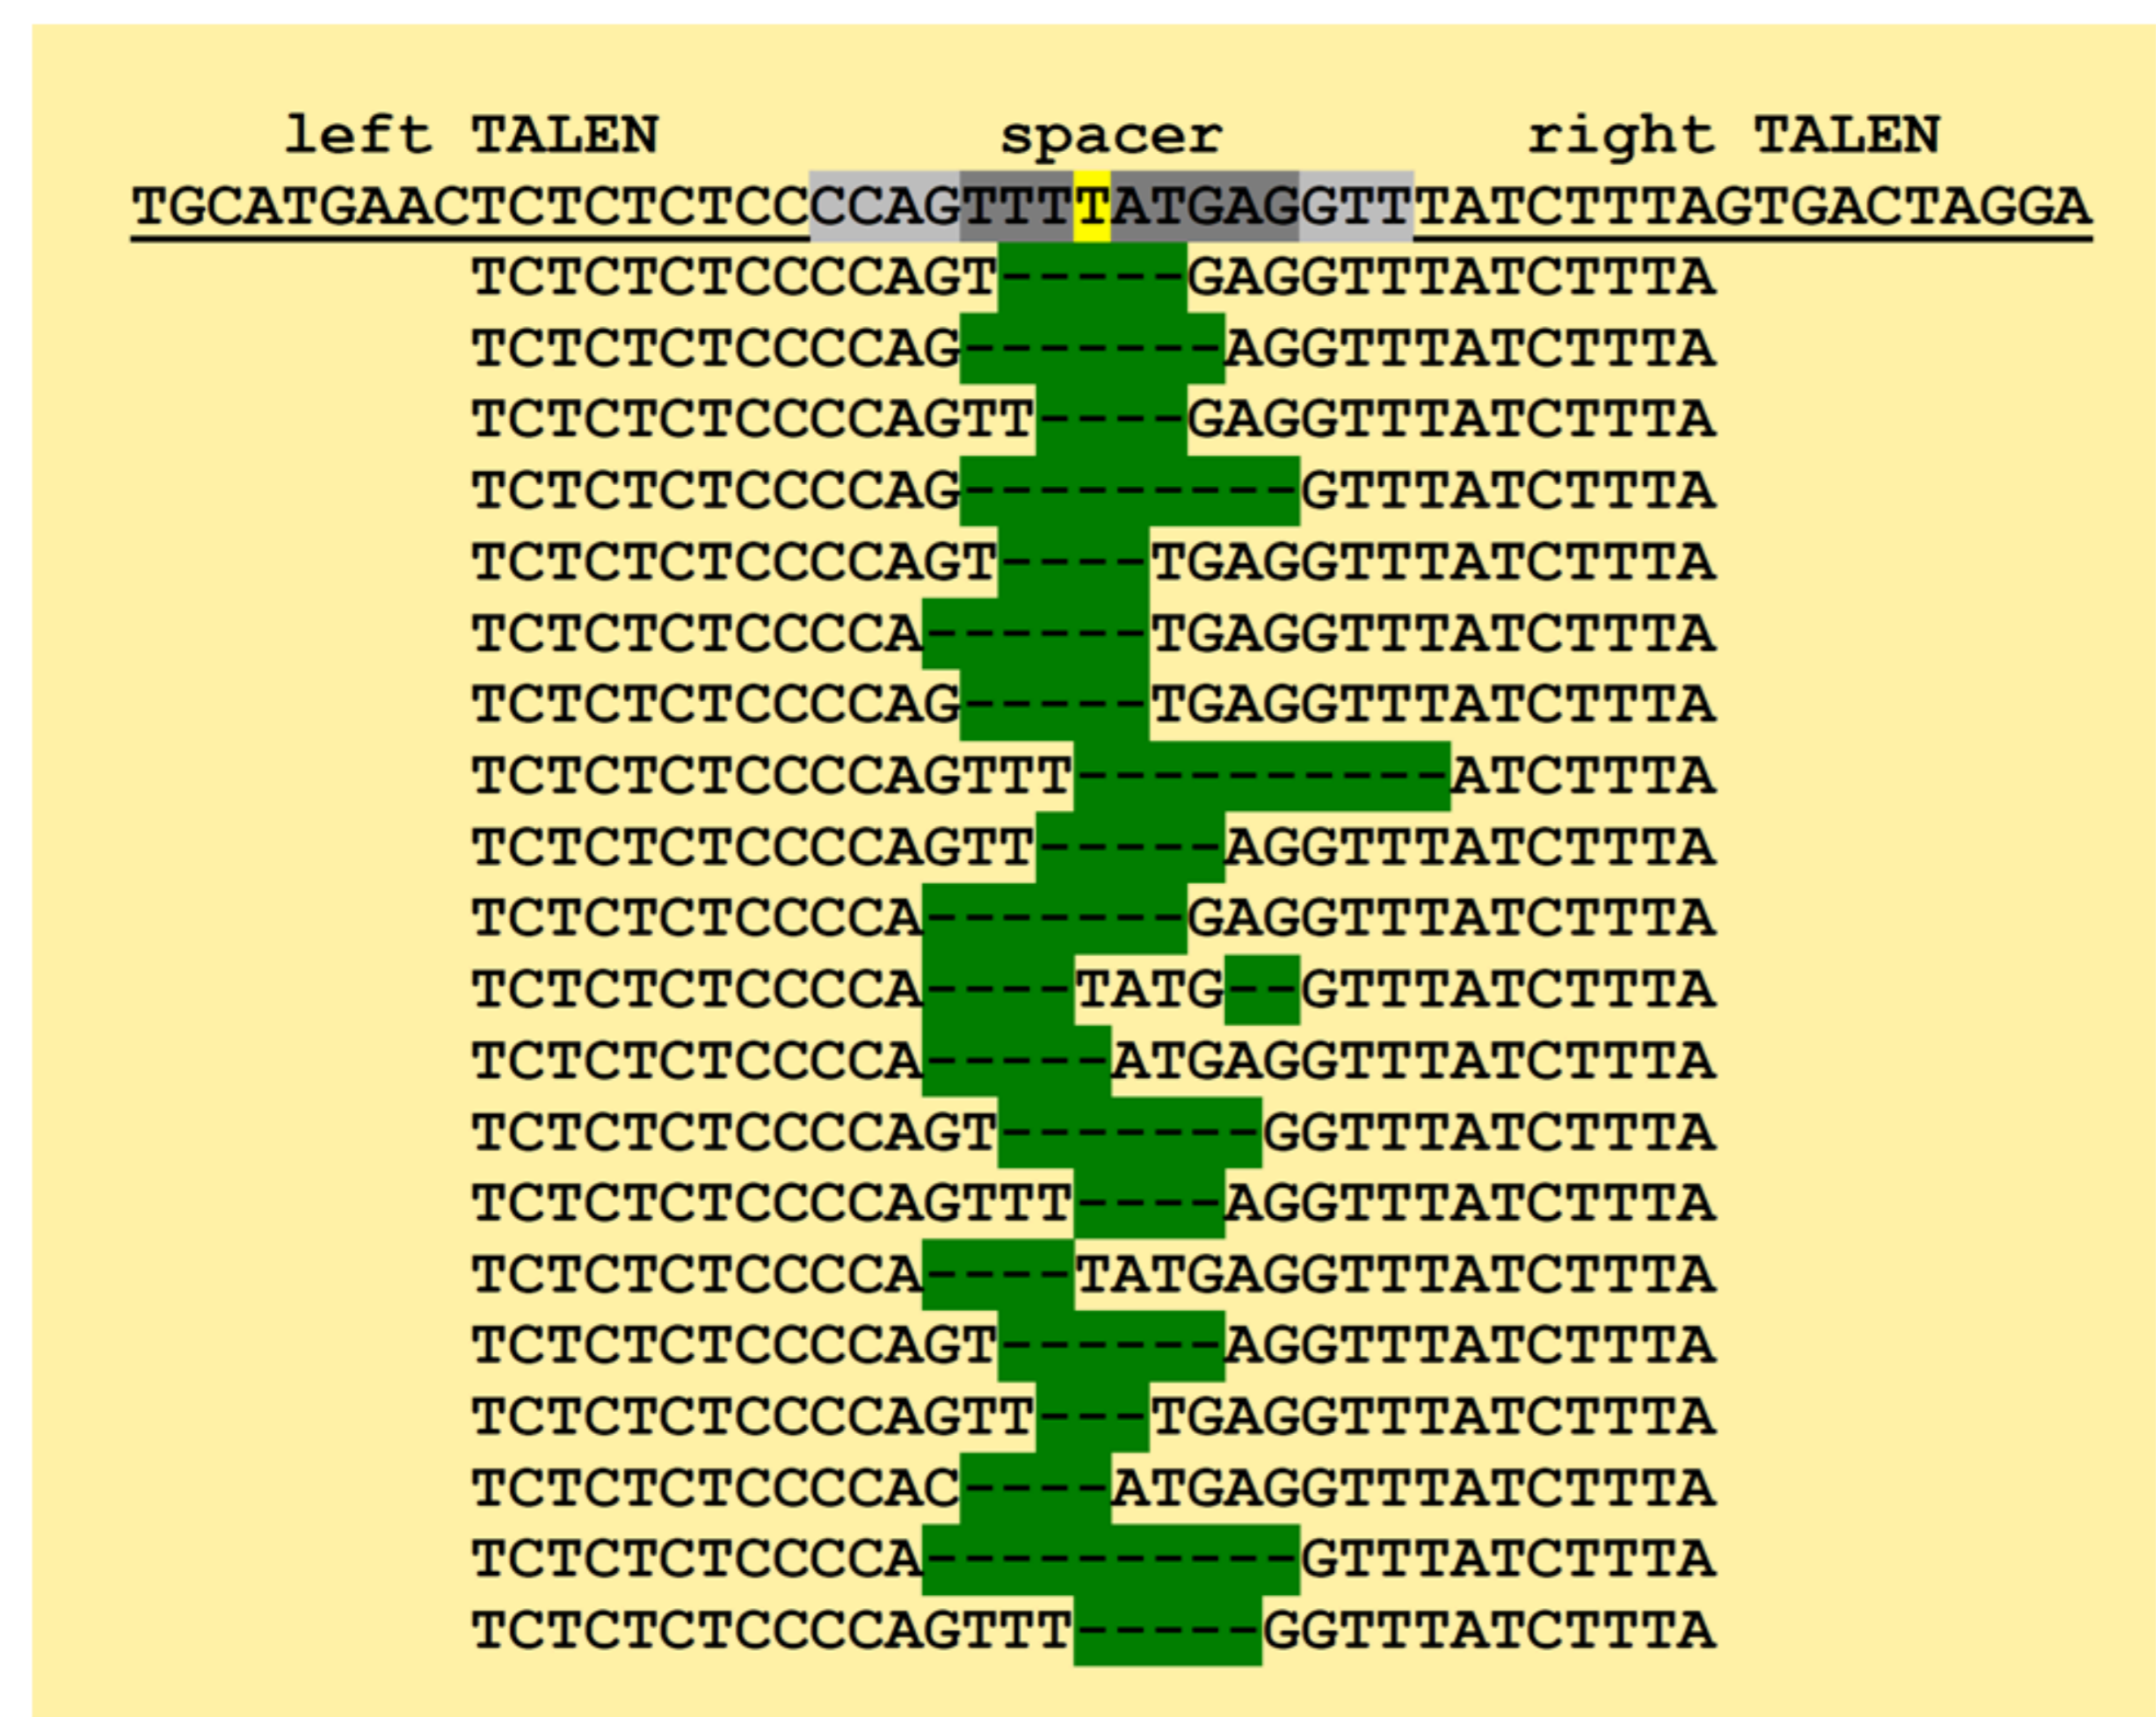 left TALEN spacer right TALEN
TGCATGAACTCTCTCTCCCCAGTTTTATGAGGTTTATCTTTAGTGACTAGGA
TCTCTCTCCCCAGT-----GAGGTTTATCTTTA
TCTCTCTCCCCAG-------AGGTTTATCTTTA
TCTCTCTCCCCAGTT----GAGGTTTATCTTTA
TCTCTCTCCCCAG---------GTTTATCTTTA
TCTCTCTCCCCAGT----TGAGGTTTATCTTTA
TCTCTCTCCCCA------TGAGGTTTATCTTTA
TCTCTCTCCCCAG-----TGAGGTTTATCTTTA
TCTCTCTCCCCAGTTT----------ATCTTTA
TCTCTCTCCCCAGTT-----AGGTTTATCTTTA
TCTCTCTCCCCA-------GAGGTTTATCTTTA
TCTCTCTCCCCA----TATG--GTTTATCTTTA
TCTCTCTCCCCA-----ATGAGGTTTATCTTTA
TCTCTCTCCCCAGT-------GGTTTATCTTTA
TCTCTCTCCCCAGTTT----AGGTTTATCTTTA
TCTCTCTCCCCA----TATGAGGTTTATCTTTA
TCTCTCTCCCCAGT------AGGTTTATCTTTA
TCTCTCTCCCCAGTT---TGAGGTTTATCTTTA
TCTCTCTCCCCAC----ATGAGGTTTATCTTTA
TCTCTCTCCCCA----------GTTTATCTTTA
TCTCTCTCCCCAGTTT-----GGTTTATCTTTA